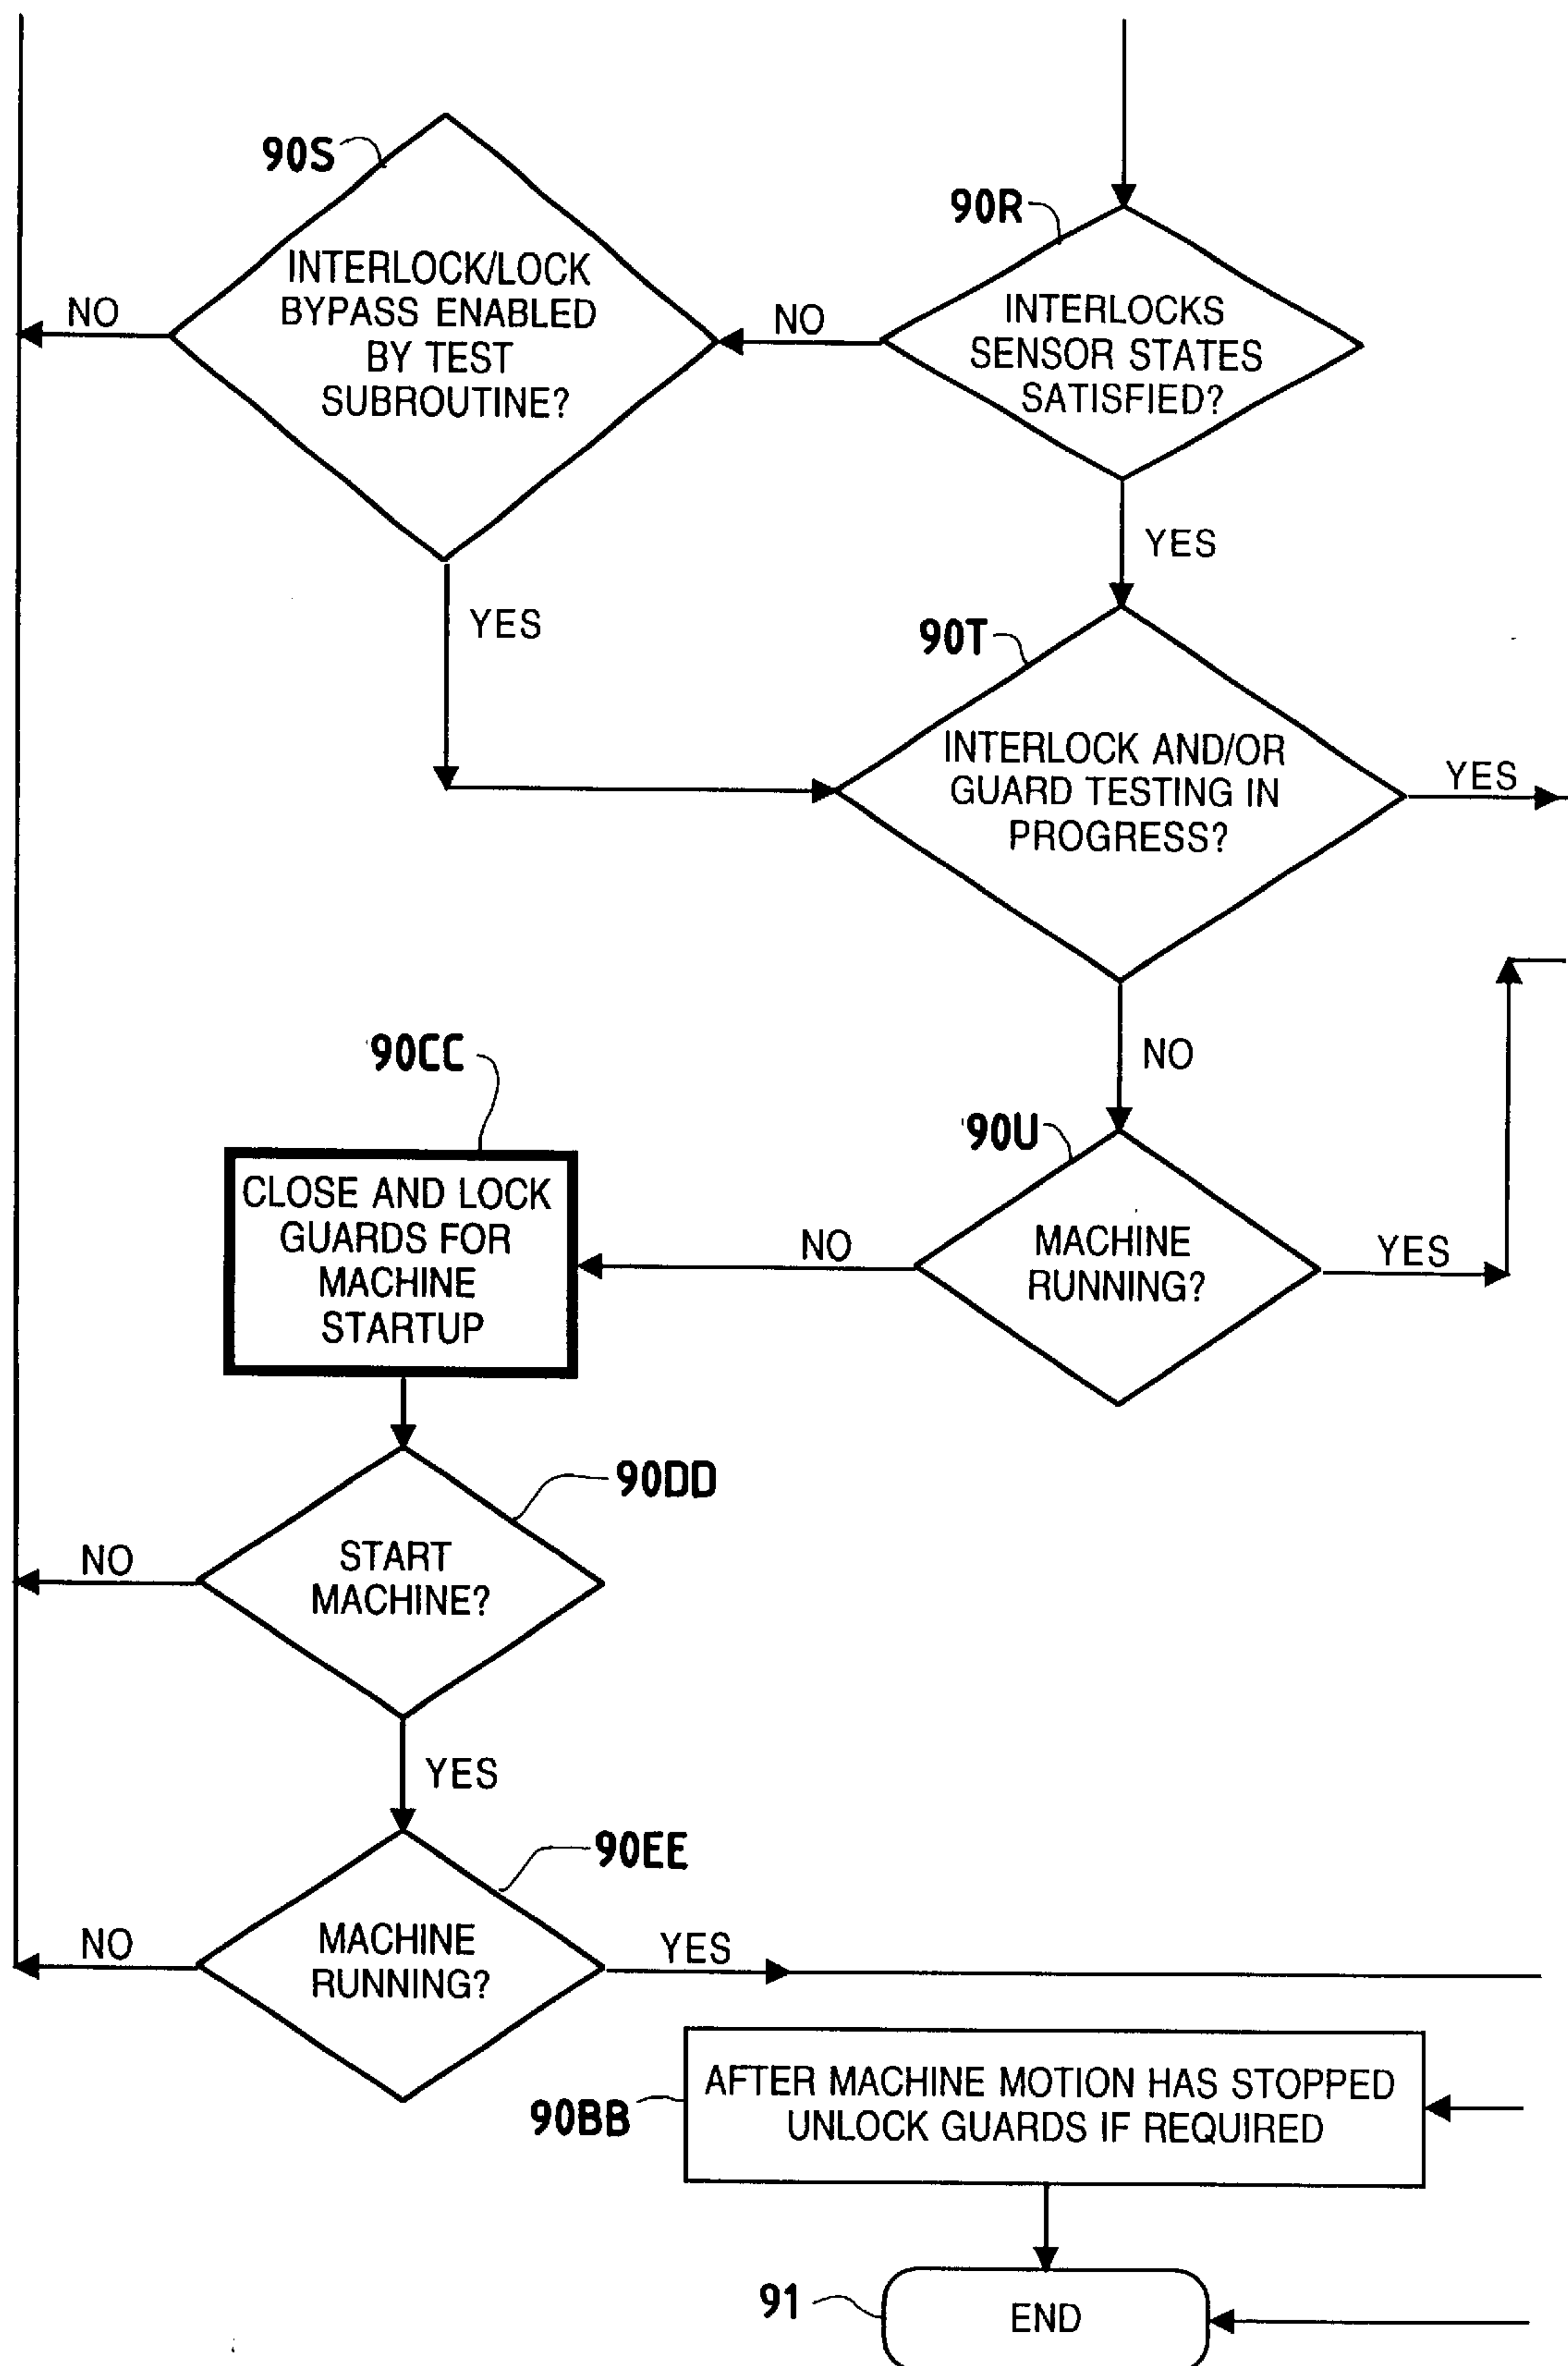 90S
INTERLOCK/LOCK
BYPASS ENABLED
BY TEST
SUBROUTINE?
NO
YES
90R
INTERLOCKS
SENSOR STATES
SATISFIED?
NO
YES
90T
INTERLOCK AND/OR
GUARD TESTING IN
PROGRESS?
YES
NO
90U
MACHINE
RUNNING?
YES
NO
90CC
CLOSE AND LOCK
GUARDS FOR
MACHINE
STARTUP
90DD
START
MACHINE?
NO
YES
90EE
MACHINE
RUNNING?
NO
YES
90BB
AFTER MACHINE MOTION HAS STOPPED
UNLOCK GUARDS IF REQUIRED
91
END